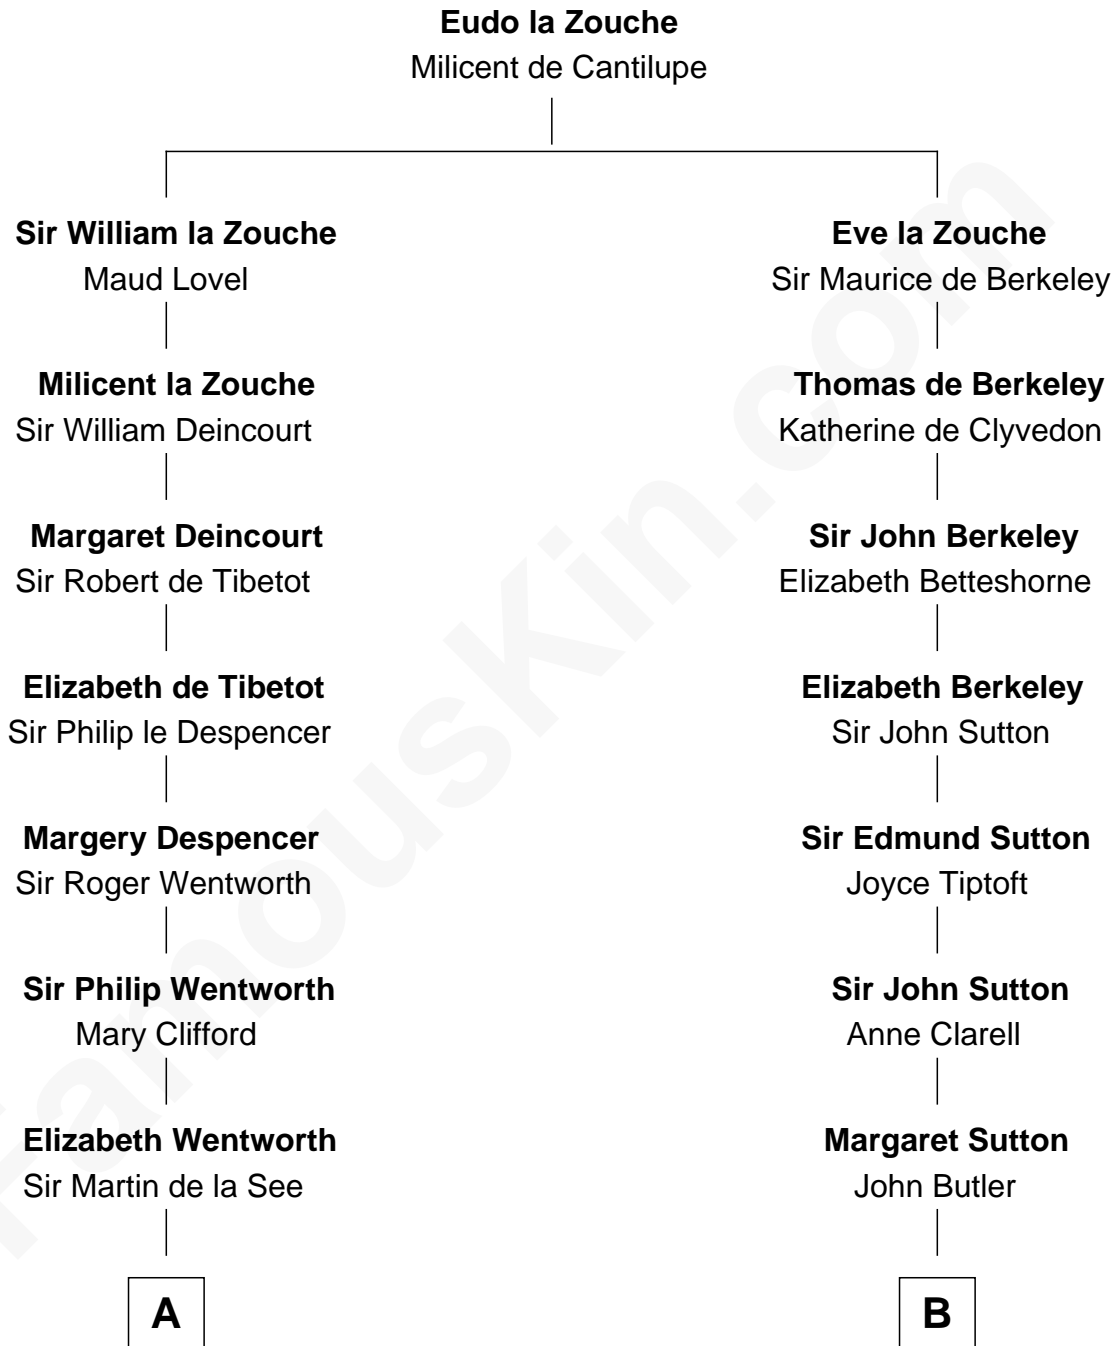 Eudo la Zouche
Milicent de Cantilupe
Sir William la Zouche
Maud Lovel
Eve la Zouche
Sir Maurice de Berkeley
Milicent la Zouche
Sir William Deincourt
Thomas de Berkeley
Katherine de Clyvedon
Margaret Deincourt
Sir Robert de Tibetot
Sir John Berkeley
Elizabeth Betteshorne
Elizabeth de Tibetot
Sir Philip le Despencer
Elizabeth Berkeley
Sir John Sutton
Margery Despencer
Sir Roger Wentworth
Sir Edmund Sutton
Joyce Tiptoft
Sir Philip Wentworth
Mary Clifford
Sir John Sutton
Anne Clarell
Elizabeth Wentworth
Sir Martin de la See
Margaret Sutton
John Butler
A
B
FamousKin.com